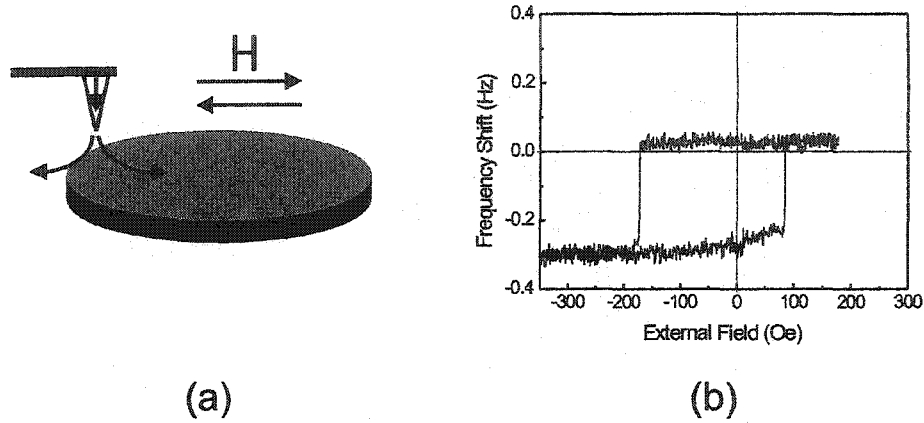 H
0.4
0.2
0.0
-0.2
-0.4
Frequency Shift (Hz)
-300 -200 -100 0 100 200 300
External Field (Oe)
(a)
(b)